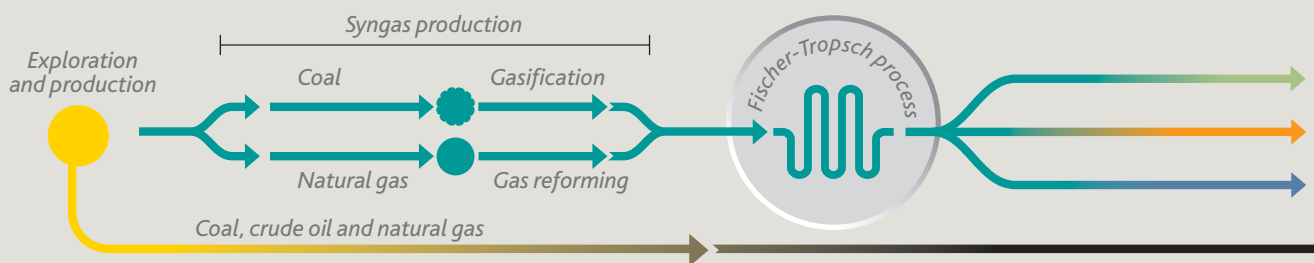 Syngas production
Exploration
and production
Coal
Gasification
Fischer-Tropsch process
Natural gas
Gas reforming
Coal, crude oil and natural gas